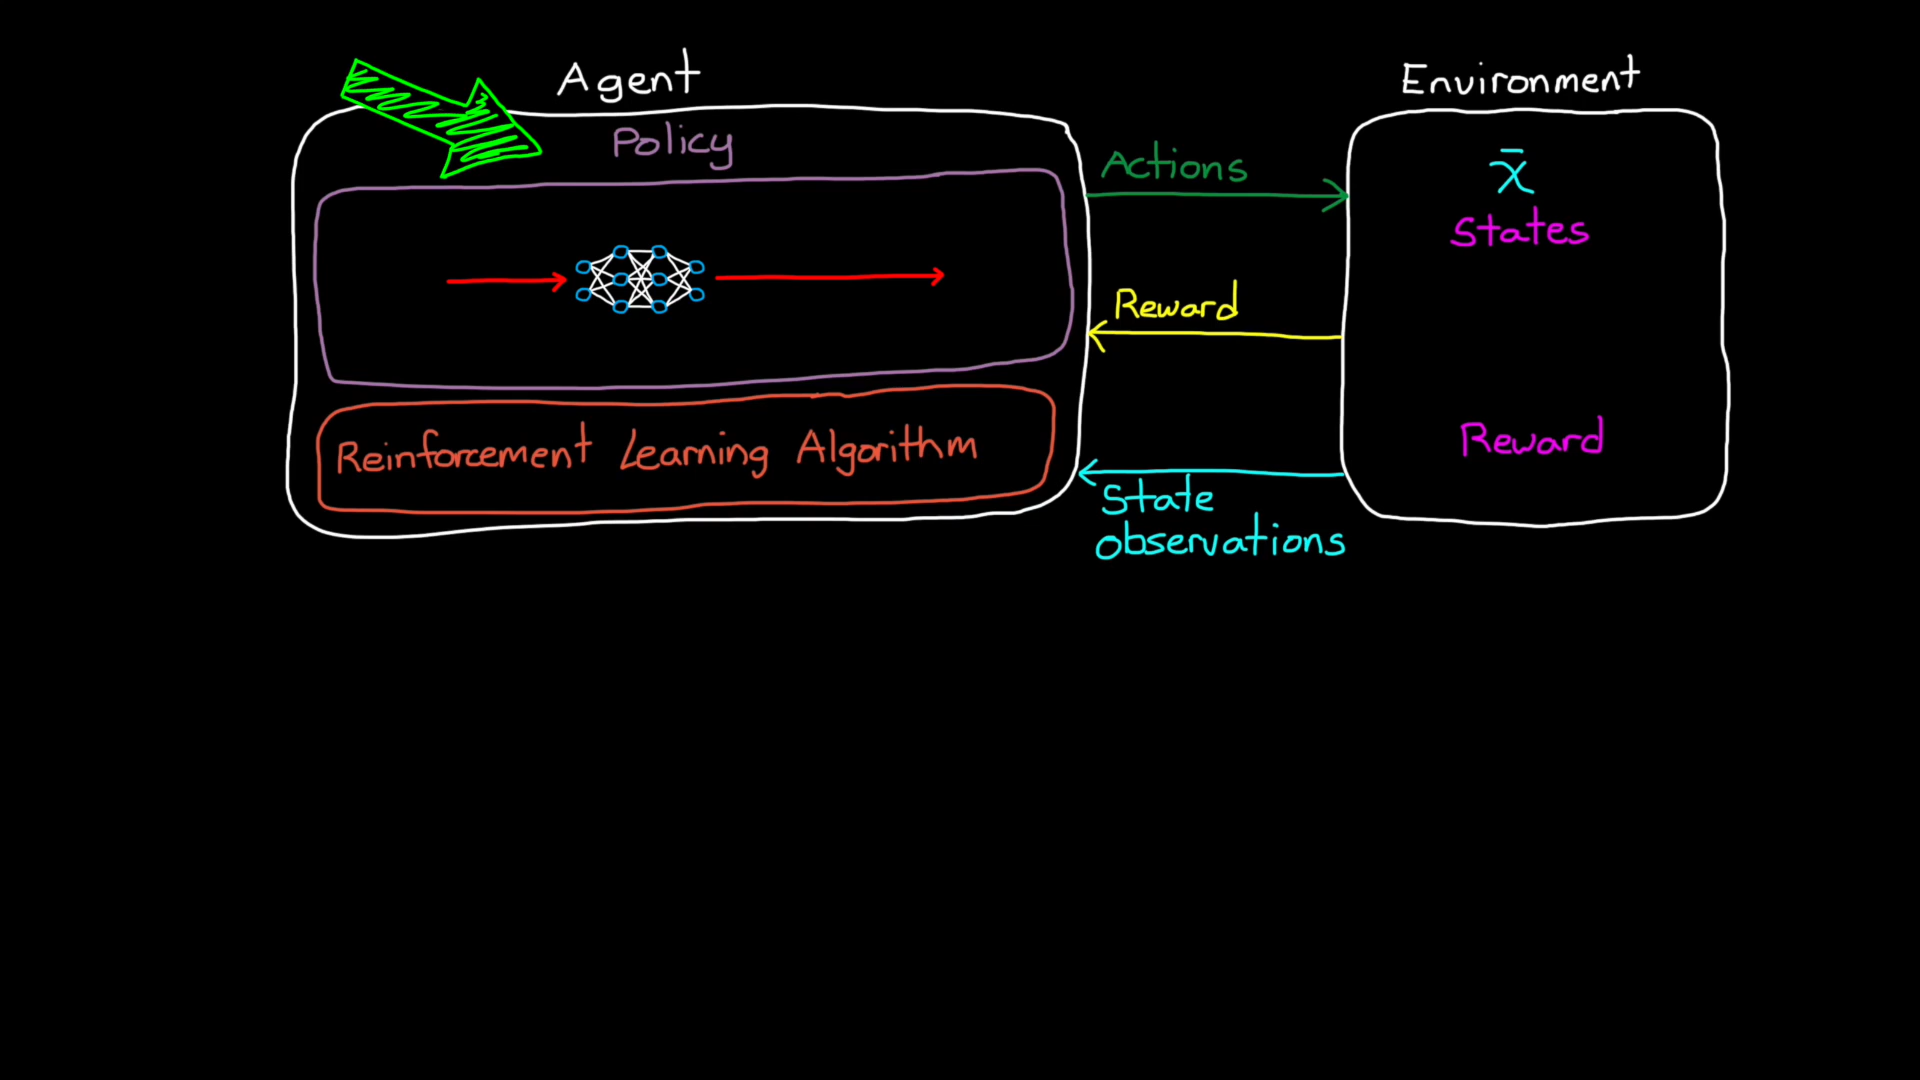 Agent
Environment
Policy
Actions
x̄
States
Reward
Reinforcement Learning Algorithm
Reward
State
observations